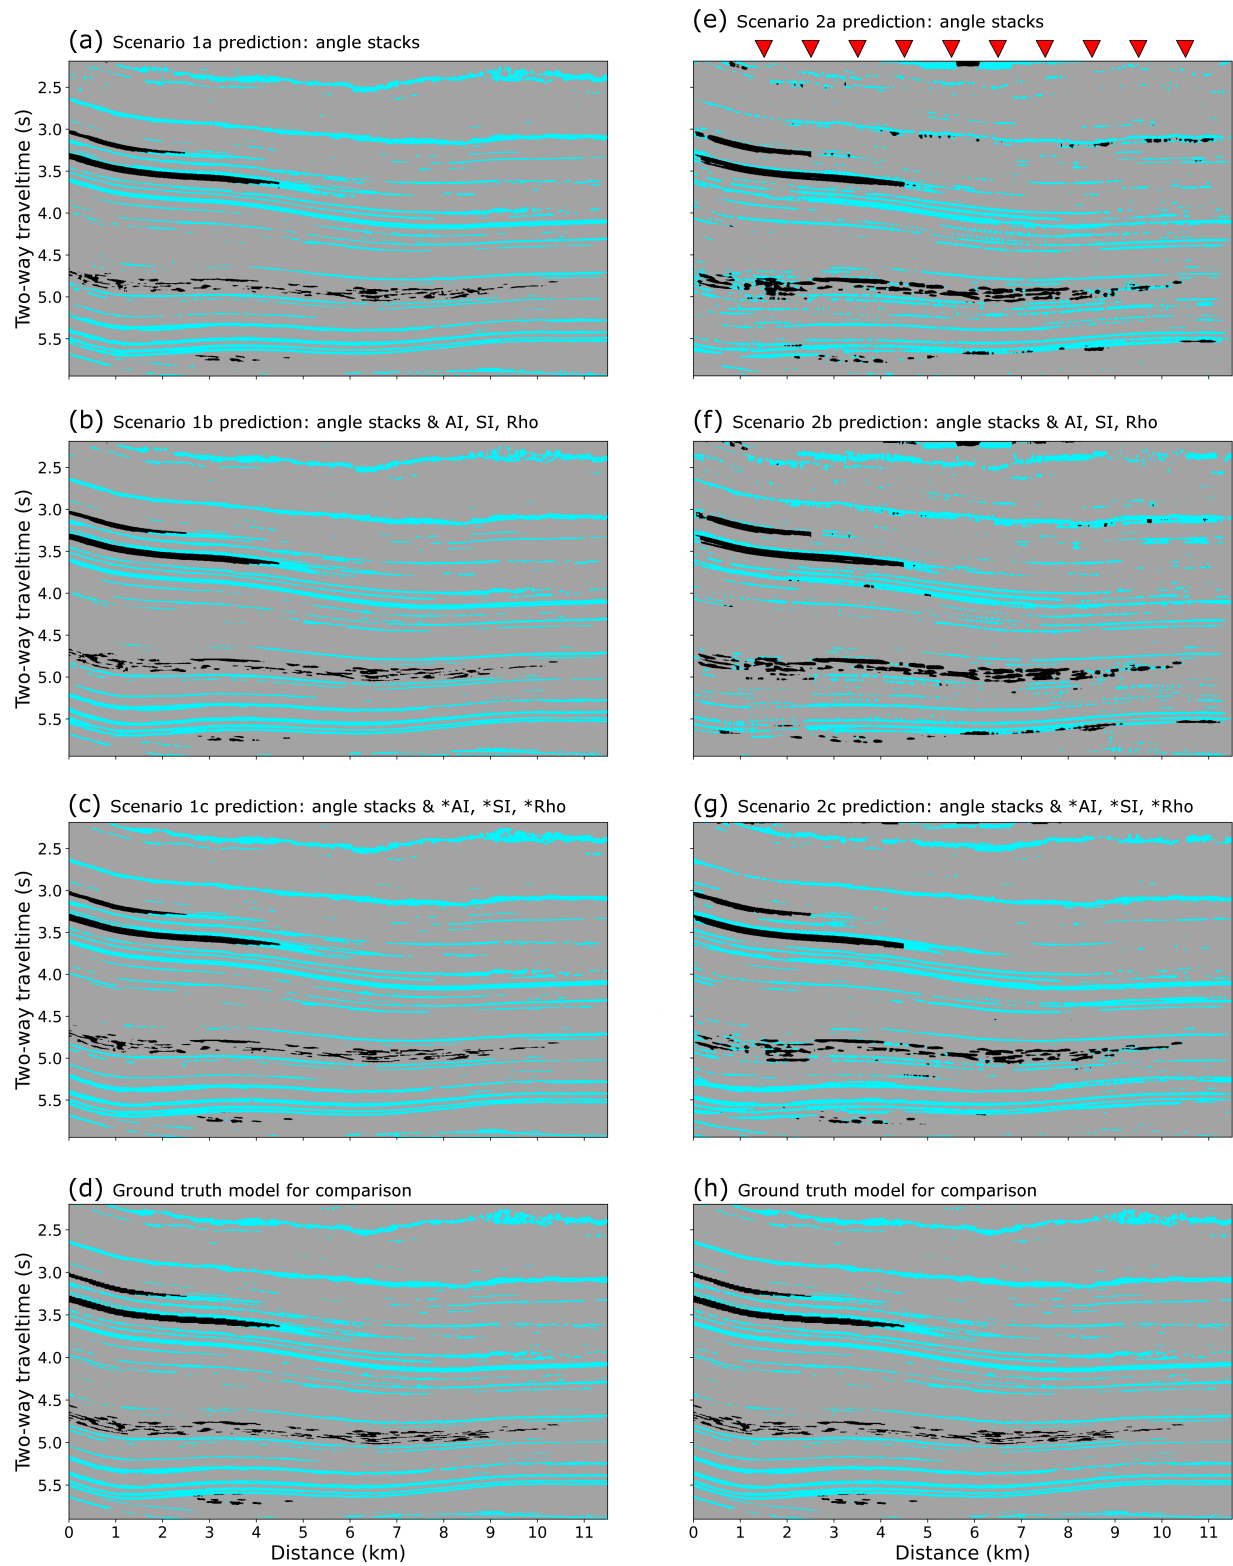 (a) Scenario 1a prediction: angle stacks
2.5
3.0
3.5
4.0
4.5
5.0
5.5
Two-way traveltime (s)
(e) Scenario 2a prediction: angle stacks
(b) Scenario 1b prediction: angle stacks & AI, SI, Rho
2.5
3.0
3.5
4.0
4.5
5.0
5.5
Two-way traveltime (s)
(f) Scenario 2b prediction: angle stacks & AI, SI, Rho
(c) Scenario 1c prediction: angle stacks & *AI, *SI, *Rho
2.5
3.0
3.5
4.0
4.5
5.0
5.5
Two-way traveltime (s)
(g) Scenario 2c prediction: angle stacks & *AI, *SI, *Rho
(d) Ground truth model for comparison
2.5
3.0
3.5
4.0
4.5
5.0
5.5
Two-way traveltime (s)
0 1 2 3 4 5 6 7 8 9 10 11
Distance (km)
(h) Ground truth model for comparison
0 1 2 3 4 5 6 7 8 9 10 11
Distance (km)